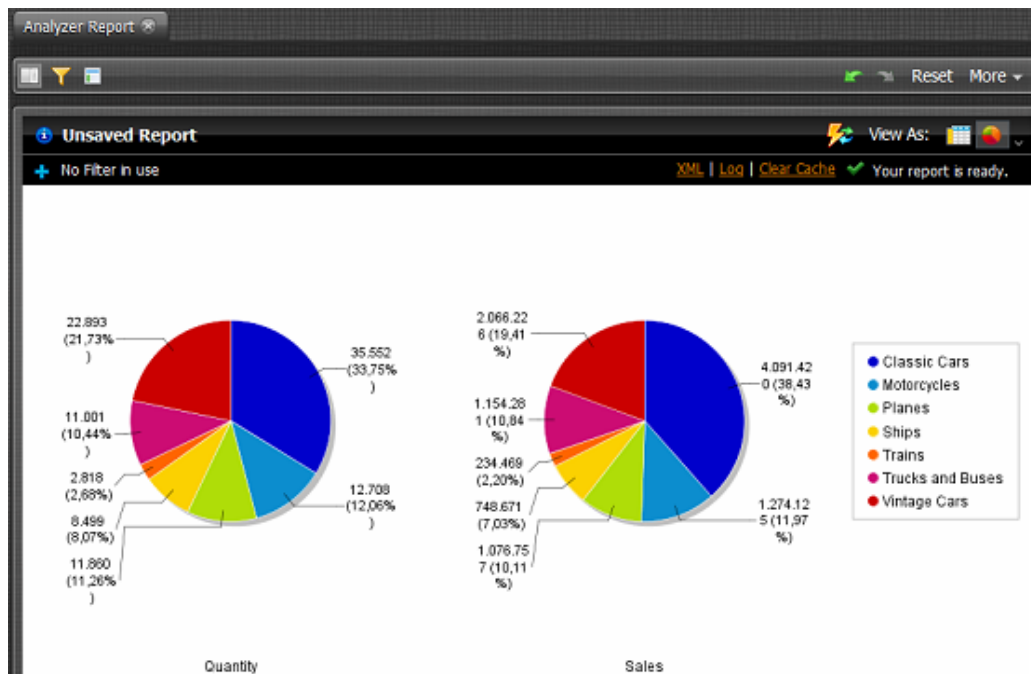 Analyzer Report
Reset More
Unsaved Report
View As:
No Filter in use
XML | Log | Clear Cache
Your report is ready.
22.893
(21,73%
)
35.552
(33,75%
)
11.001
(10,44%
)
2.818
(2,68%)
12.708
(12,06%
)
8.499
(8,07%)
11.860
(11,26%
)
Quantity
2.066.22
6 (19,41
%)
4.091.42
0 (38,43
%)
1.154.28
1 (10,84
%)
234.469
(2,20%)
748.671
(7,03%)
1.274.12
5 (11,97
%)
1.076.75
7 (10,11
%)
Sales
Classic Cars
Motorcycles
Planes
Ships
Trains
Trucks and Buses
Vintage Cars